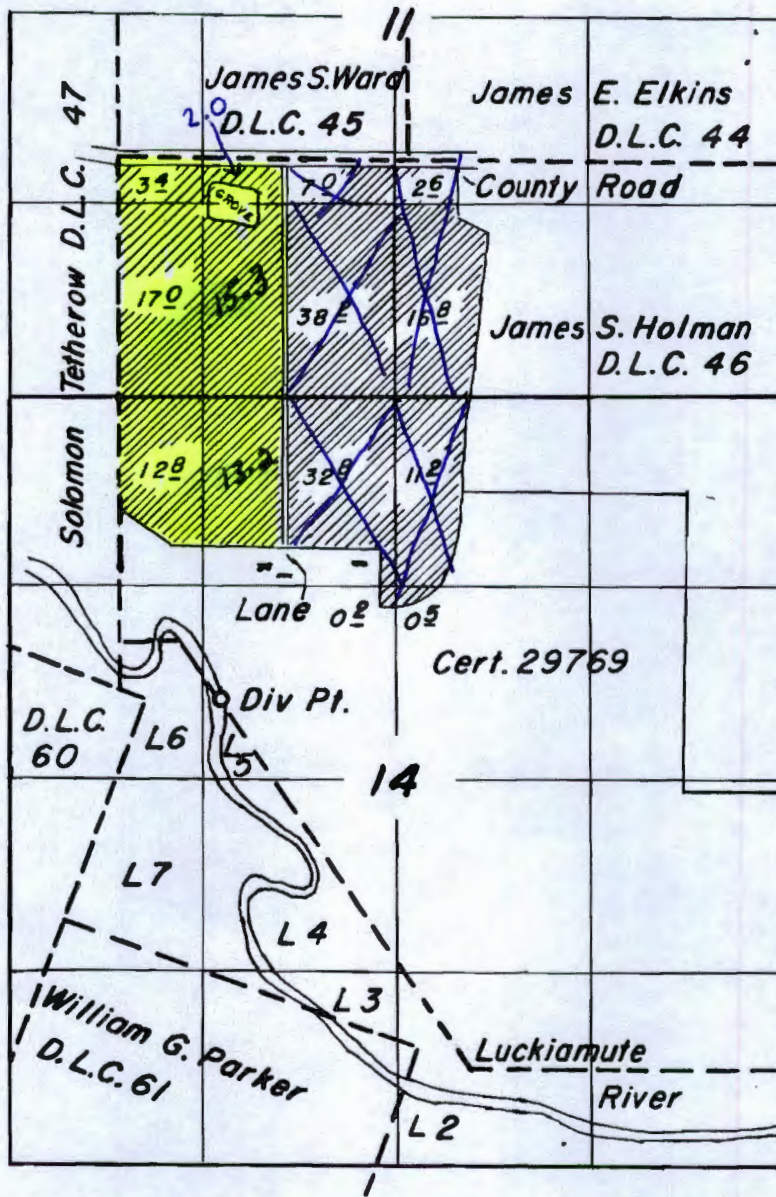 11
James S. Ward
D.L.C. 45
James E. Elkins
D.L.C. 44
Solomon Tetherow D.L.C. 47
2.0
3 4
GROVE
7 0
2 6
County Road
17 0
15.3
38
16 8
James S. Holman
D.L.C. 46
12 8
13.2
32 8
11 2
Lane
0 2
0 5
Cert. 29769
Div Pt.
D.L.C.
60
L6
L5
14
L7
L4
L3
William G. Parker
D.L.C. 61
Luckiamute
River
L2